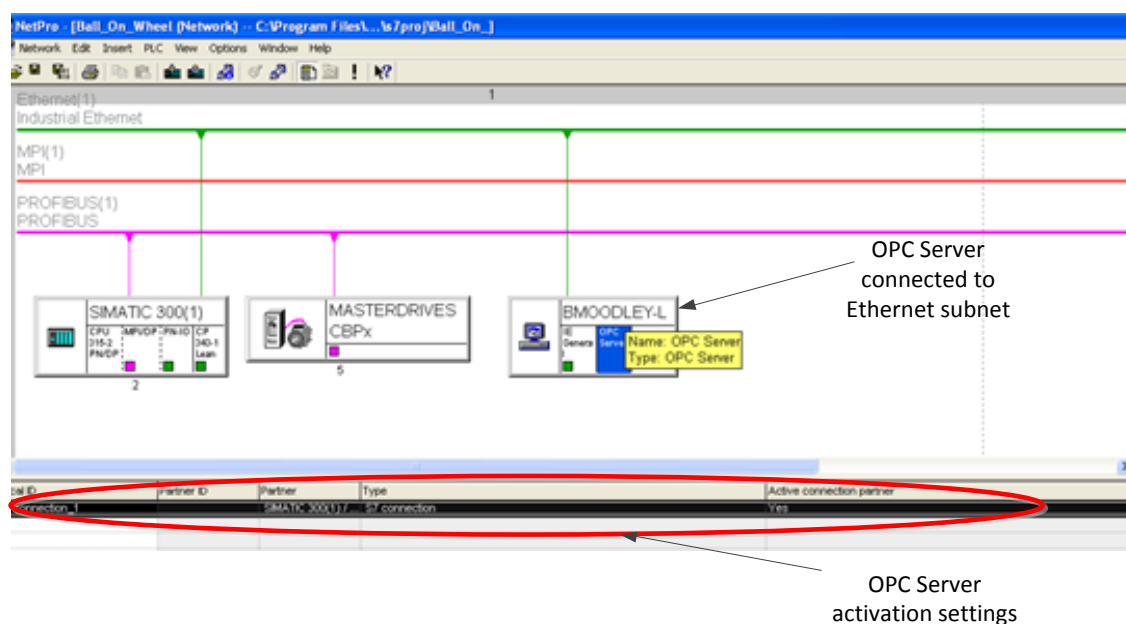 NetPro - [Ball_On_Wheel (Network) -- C:\Program Files\...\s7proj\Ball_On_]
Network Edit Insert PLC View Options Window Help
1
Ethernet(1)
Industrial Ethernet
MPI(1)
MPI
PROFIBUS(1)
PROFIBUS
OPC Server
connected to
Ethernet subnet
SIMATIC 300(1)
CPU 315-2 PN/DP
MPI/DP
PN-IO
CP 343-1 Lean
2
MASTERDRIVES
CBPx
5
BMOODLEY-L
IE
Genera
l
OPC
Serve
Name: OPC Server
Type: OPC Server
cal ID Partner ID Partner Type Active connection partner
onnection_1 SIMATIC 300(1) / ... S7 connection Yes
OPC Server
activation settings